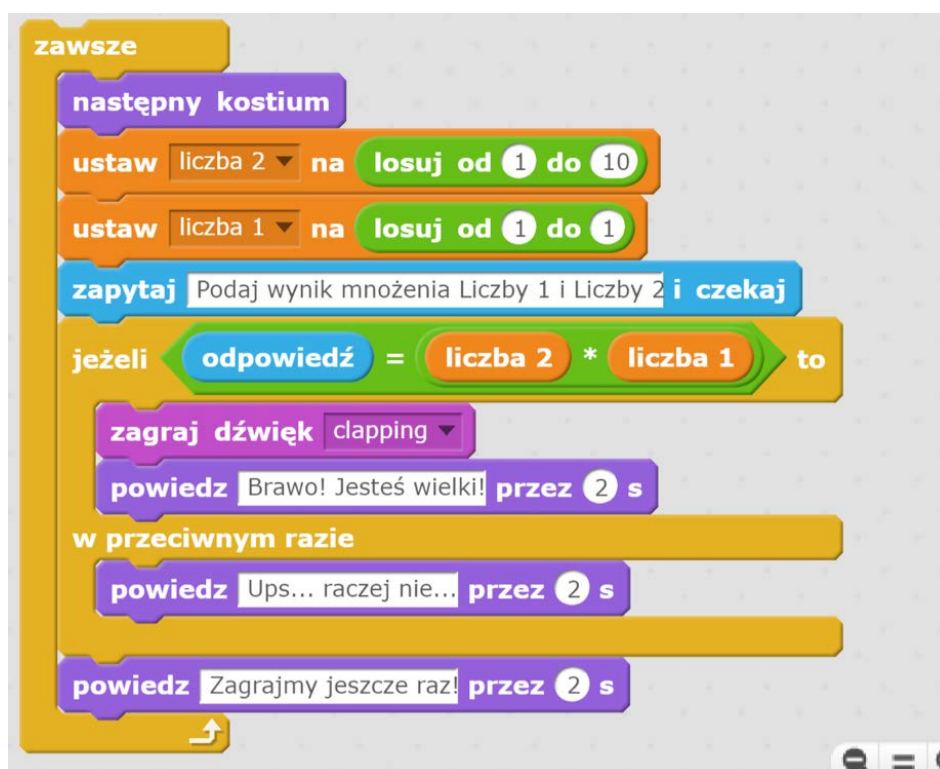 zawsze
następny kostium
ustaw liczba 2 na losuj od 1 do 10
ustaw liczba 1 na losuj od 1 do 1
zapytaj Podaj wynik mnożenia Liczby 1 i Liczby 2 i czekaj
jeżeli odpowiedź = liczba 2 * liczba 1 to
zagraj dźwięk clapping
powiedz Brawo! Jesteś wielki! przez 2 s
w przeciwnym razie
powiedz Ups... raczej nie... przez 2 s
powiedz Zagrajmy jeszcze raz! przez 2 s